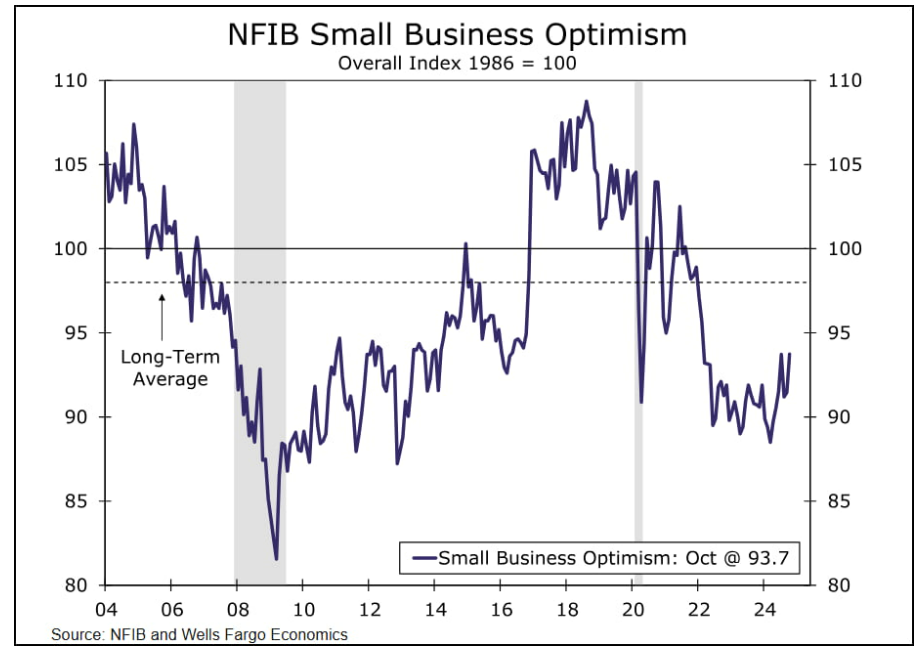 NFIB Small Business Optimism
Overall Index 1986 = 100
110 110
105 105
100 100
95 95
Long-Term
Average
90 90
85 85
Small Business Optimism: Oct @ 93.7
80 80
04 06 08 10 12 14 16 18 20 22 24
Source: NFIB and Wells Fargo Economics